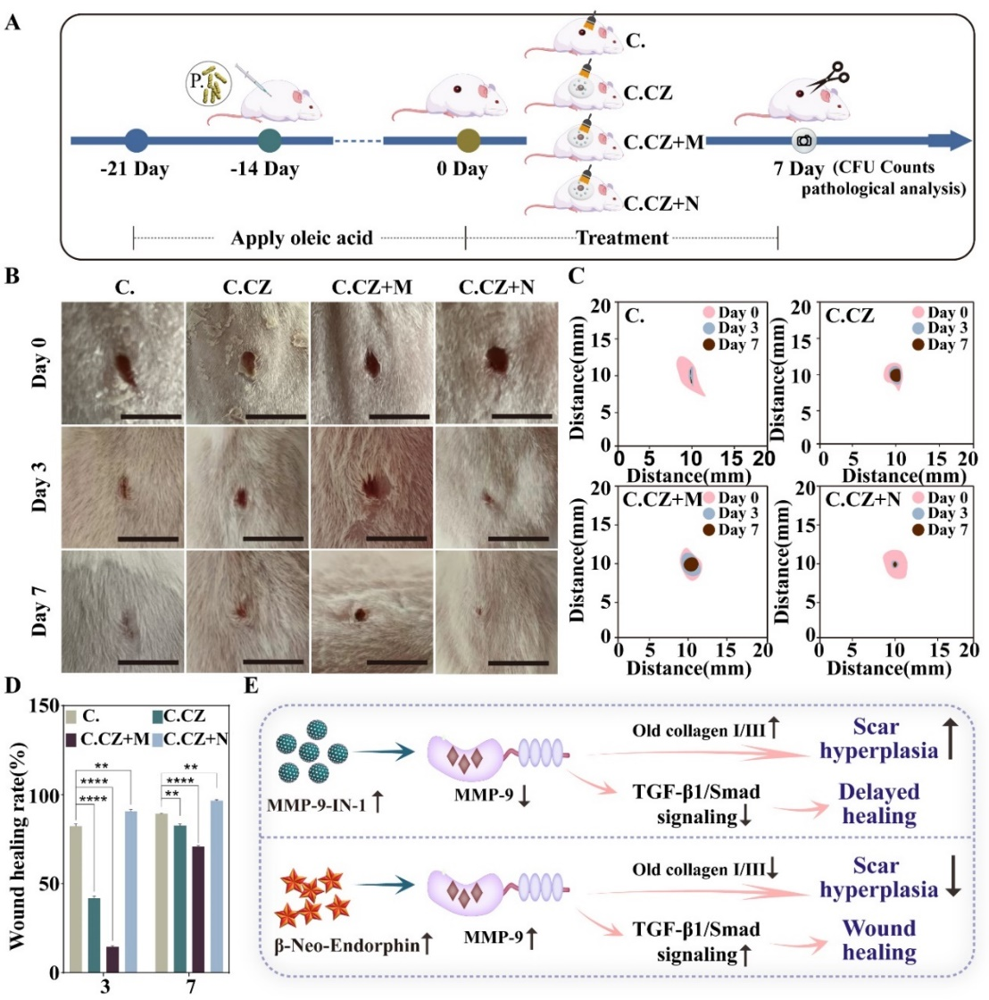 A
P.
C.
C.CZ
C.CZ+M
C.CZ+N
-21 Day
-14 Day
0 Day
7 Day (CFU Counts
pathological analysis)
Apply oleic acid
Treatment
B
C. C.CZ C.CZ+M C.CZ+N
Day 0
Day 3
Day 7
C
C.
Day 0
Day 3
Day 7
Distance(mm)
20
15
10
5
0
0 5 10 15 20
Distance(mm)
C.CZ
Day 0
Day 3
Day 7
Distance(mm)
20
15
10
5
0
0 5 10 15 20
Distance(mm)
C.CZ+M
Day 0
Day 3
Day 7
Distance(mm)
20
15
10
5
0
0 5 10 15 20
Distance(mm)
C.CZ+N
Day 0
Day 3
Day 7
Distance(mm)
20
15
10
5
0
0 5 10 15 20
Distance(mm)
D
Wound healing rate(%)
150
100
50
0
C. C.CZ
C.CZ+M C.CZ+N
**
****
****
**
****
**
3 7
E
MMP-9-IN-1 ↑
MMP-9 ↓
Old collagen I/III ↑
Scar
hyperplasia ↑
TGF-β1/Smad
signaling ↓
Delayed
healing
β-Neo-Endorphin ↑
MMP-9 ↑
Old collagen I/III ↓
Scar
hyperplasia ↓
TGF-β1/Smad
signaling ↑
Wound
healing